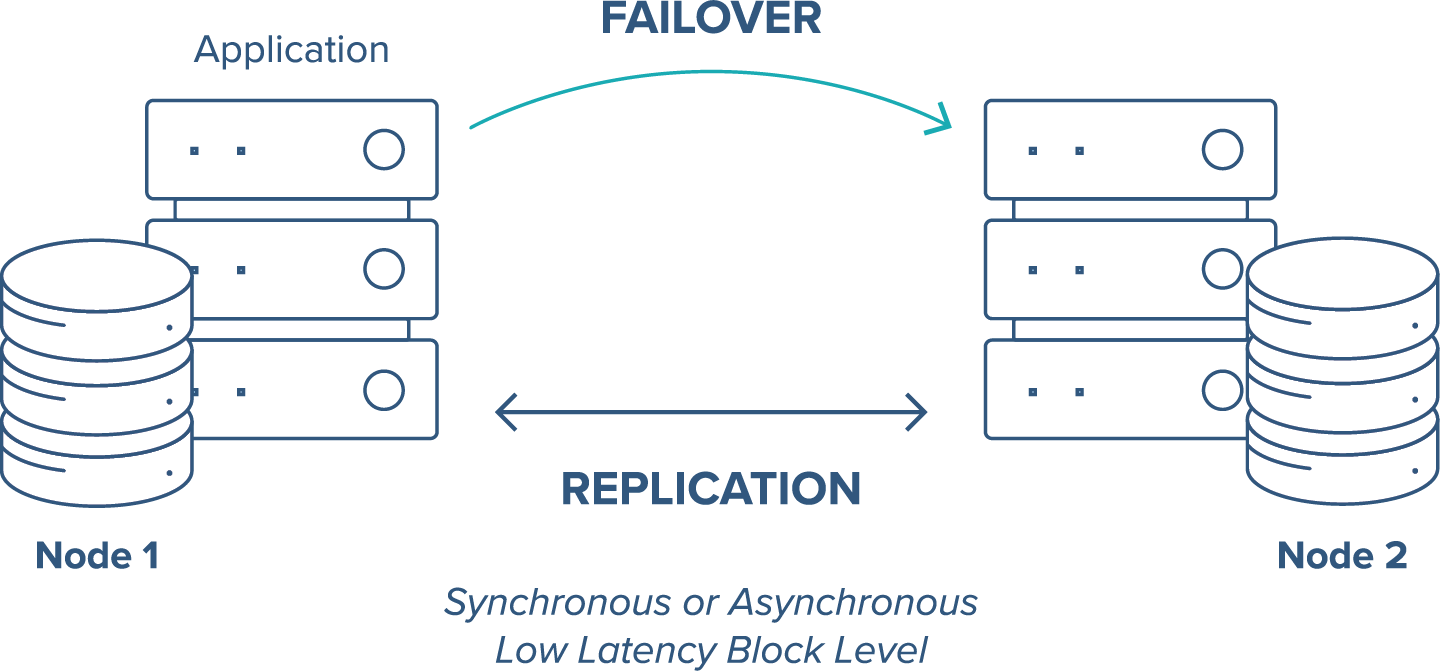 FAILOVER
Application
REPLICATION
Node 1
Node 2
Synchronous or Asynchronous
Low Latency Block Level